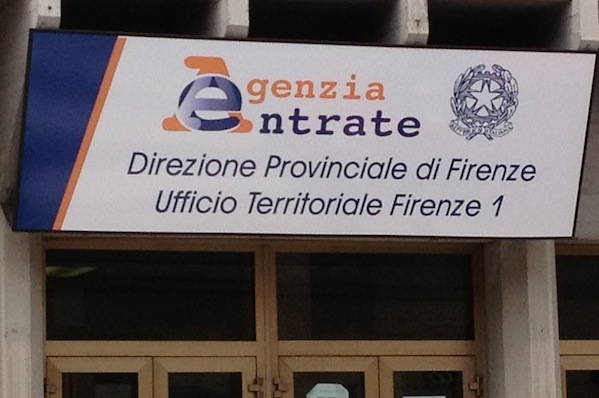 Agenzia
entrate
Direzione Provinciale di Firenze
Ufficio Territoriale Firenze 1